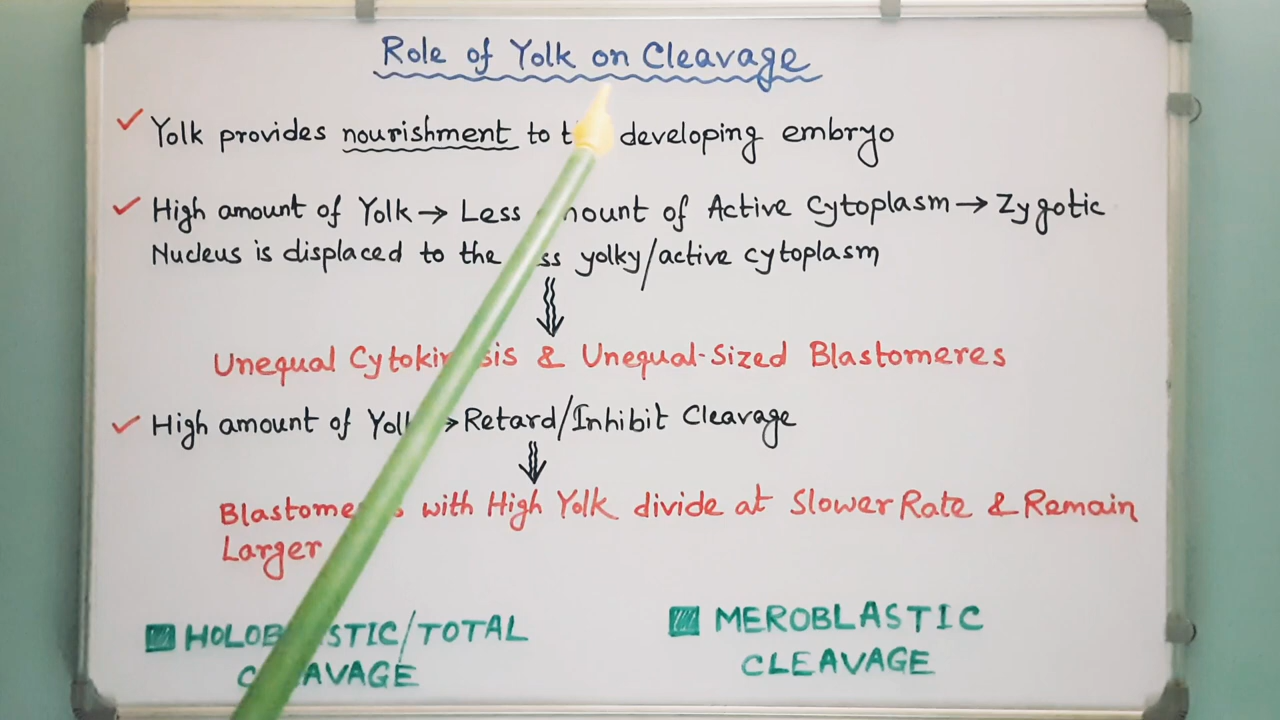 Role of Yolk on Cleavage
Yolk provides nourishment to developing embryo
High amount of Yolk → Less of Active Cytoplasm → Zygotic
Nucleus is displaced to the yolky/active cytoplasm
Unequal & Unequal-Sized Blastomeres
High amount of Retard/Inhibit Cleavage
with High Yolk divide at Slower Rate & Remain
Larger
TOTAL MEROBLASTIC
CLEAVAGE